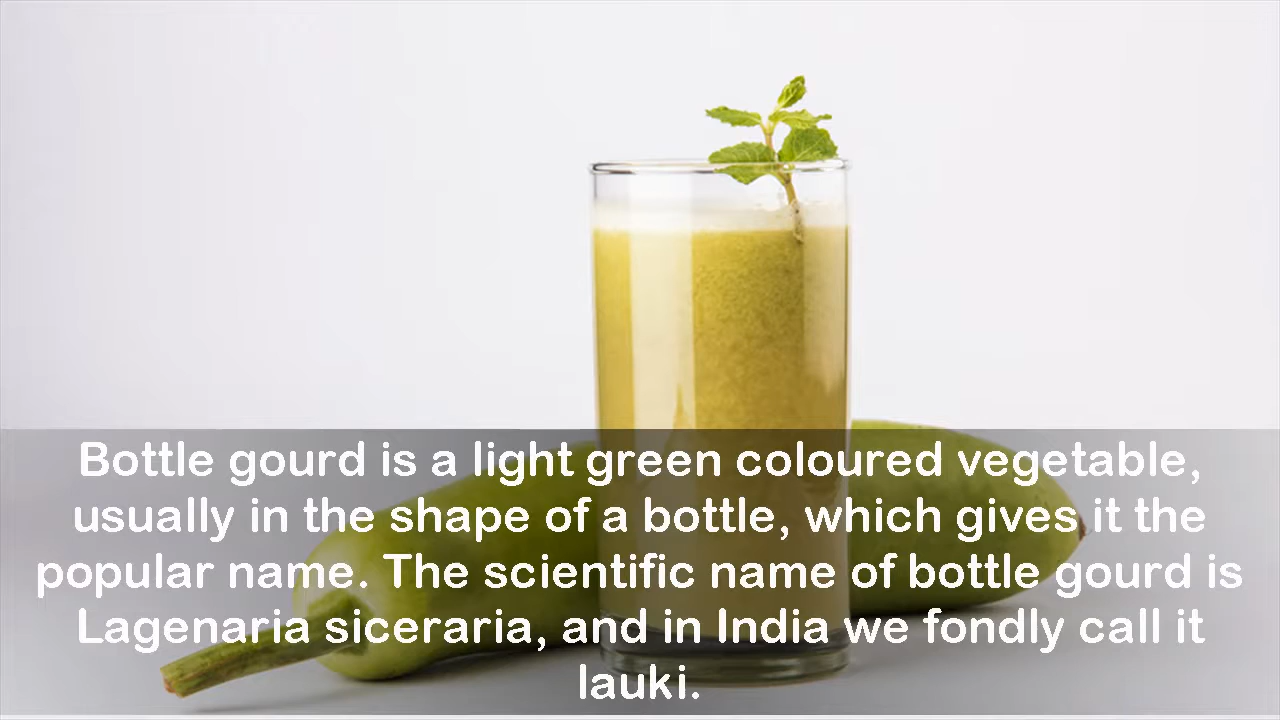 Bottle gourd is a light green coloured vegetable,
usually in the shape of a bottle, which gives it the
popular name. The scientific name of bottle gourd is
Lagenaria siceraria, and in India we fondly call it
lauki.